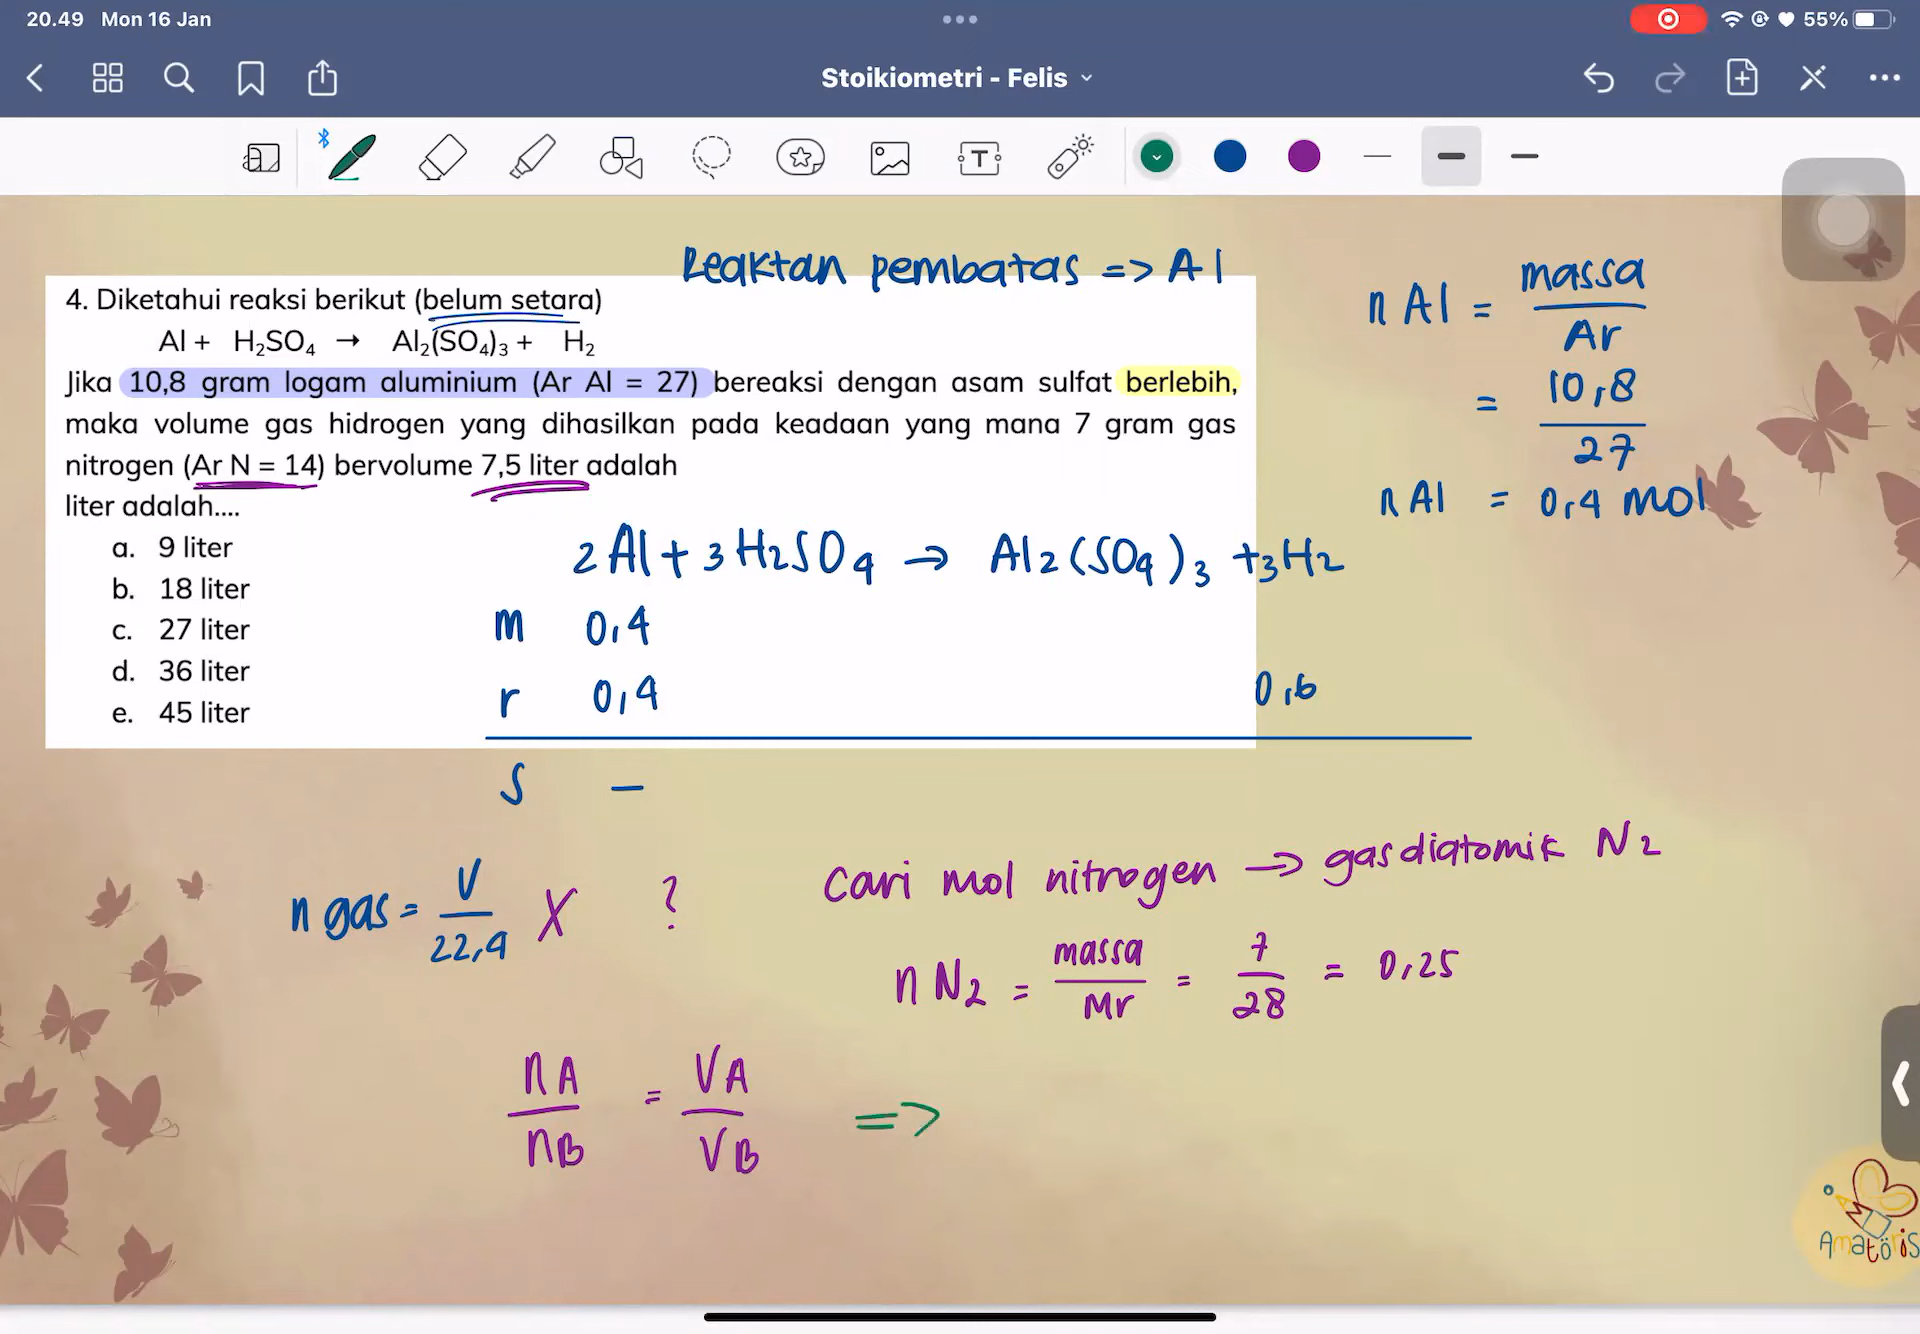 20.49 Mon 16 Jan
55%
Stoikiometri - Felis
Reaktan pembatas => Al
4. Diketahui reaksi berikut (belum setara)
Al + H₂SO₄ → Al₂(SO₄)₃ + H₂
Jika 10,8 gram logam aluminium (Ar Al = 27) bereaksi dengan asam sulfat berlebih,
maka volume gas hidrogen yang dihasilkan pada keadaan yang mana 7 gram gas
nitrogen (Ar N = 14) bervolume 7,5 liter adalah
liter adalah....
a. 9 liter
b. 18 liter
c. 27 liter
d. 36 liter
e. 45 liter
n Al = massa / Ar
= 10,8 / 27
n Al = 0,4 mol
2Al + 3H₂SO₄ → Al₂(SO₄)₃ + 3H₂
m 0,4
r 0,4 0,6
s -
n gas = V / 22,4 X ?
Cari mol nitrogen → gas diatomik N₂
n N₂ = massa / Mr = 7 / 28 = 0,25
nA / nB = VA / VB =>
Amatöris